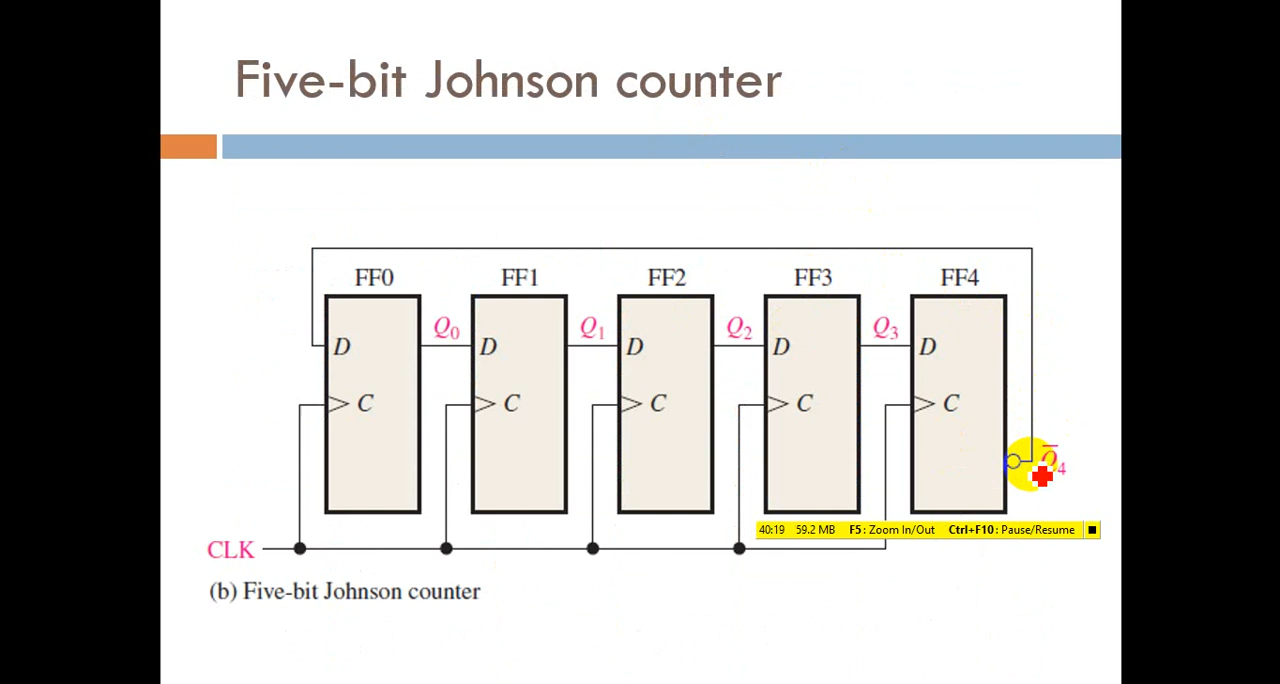 Five-bit Johnson counter
FF0 FF1 FF2 FF3 FF4
Q0 Q1 Q2 Q3
D D D D D
C C C C C
Q̅4
40:19 59.2 MB F5: Zoom In/Out Ctrl+F10: Pause/Resume
CLK
(b) Five-bit Johnson counter